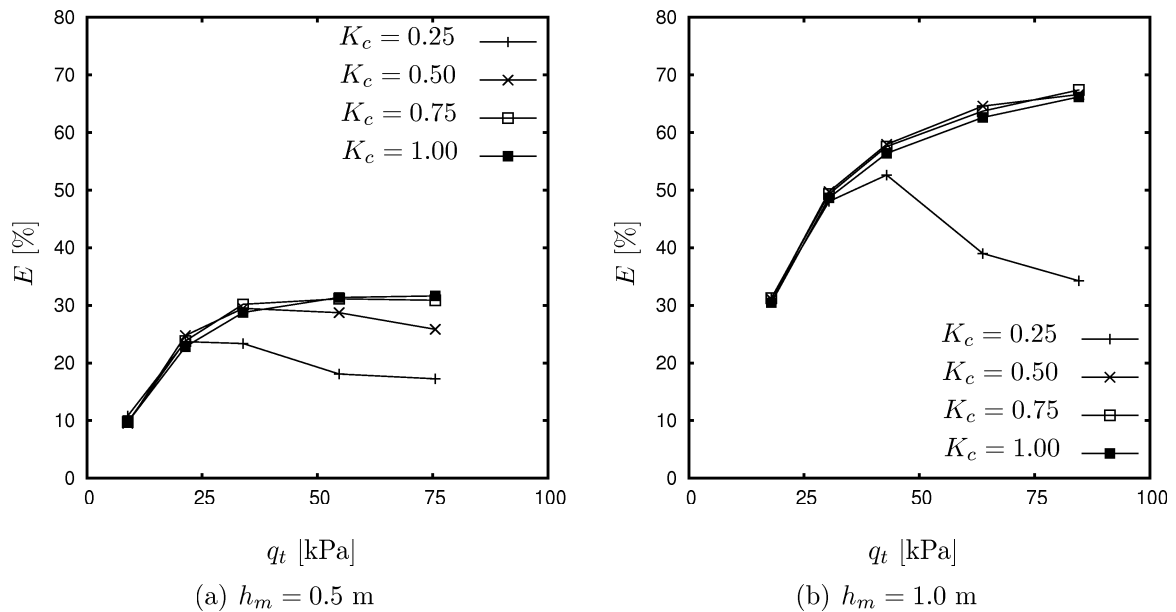 80
70
60
50
40
30
20
10
0
E [%]
K_c = 0.25
K_c = 0.50
K_c = 0.75
K_c = 1.00
0 25 50 75 100
q_t [kPa]
(a) h_m = 0.5 m
80
70
60
50
40
30
20
10
0
E [%]
K_c = 0.25
K_c = 0.50
K_c = 0.75
K_c = 1.00
0 25 50 75 100
q_t [kPa]
(b) h_m = 1.0 m